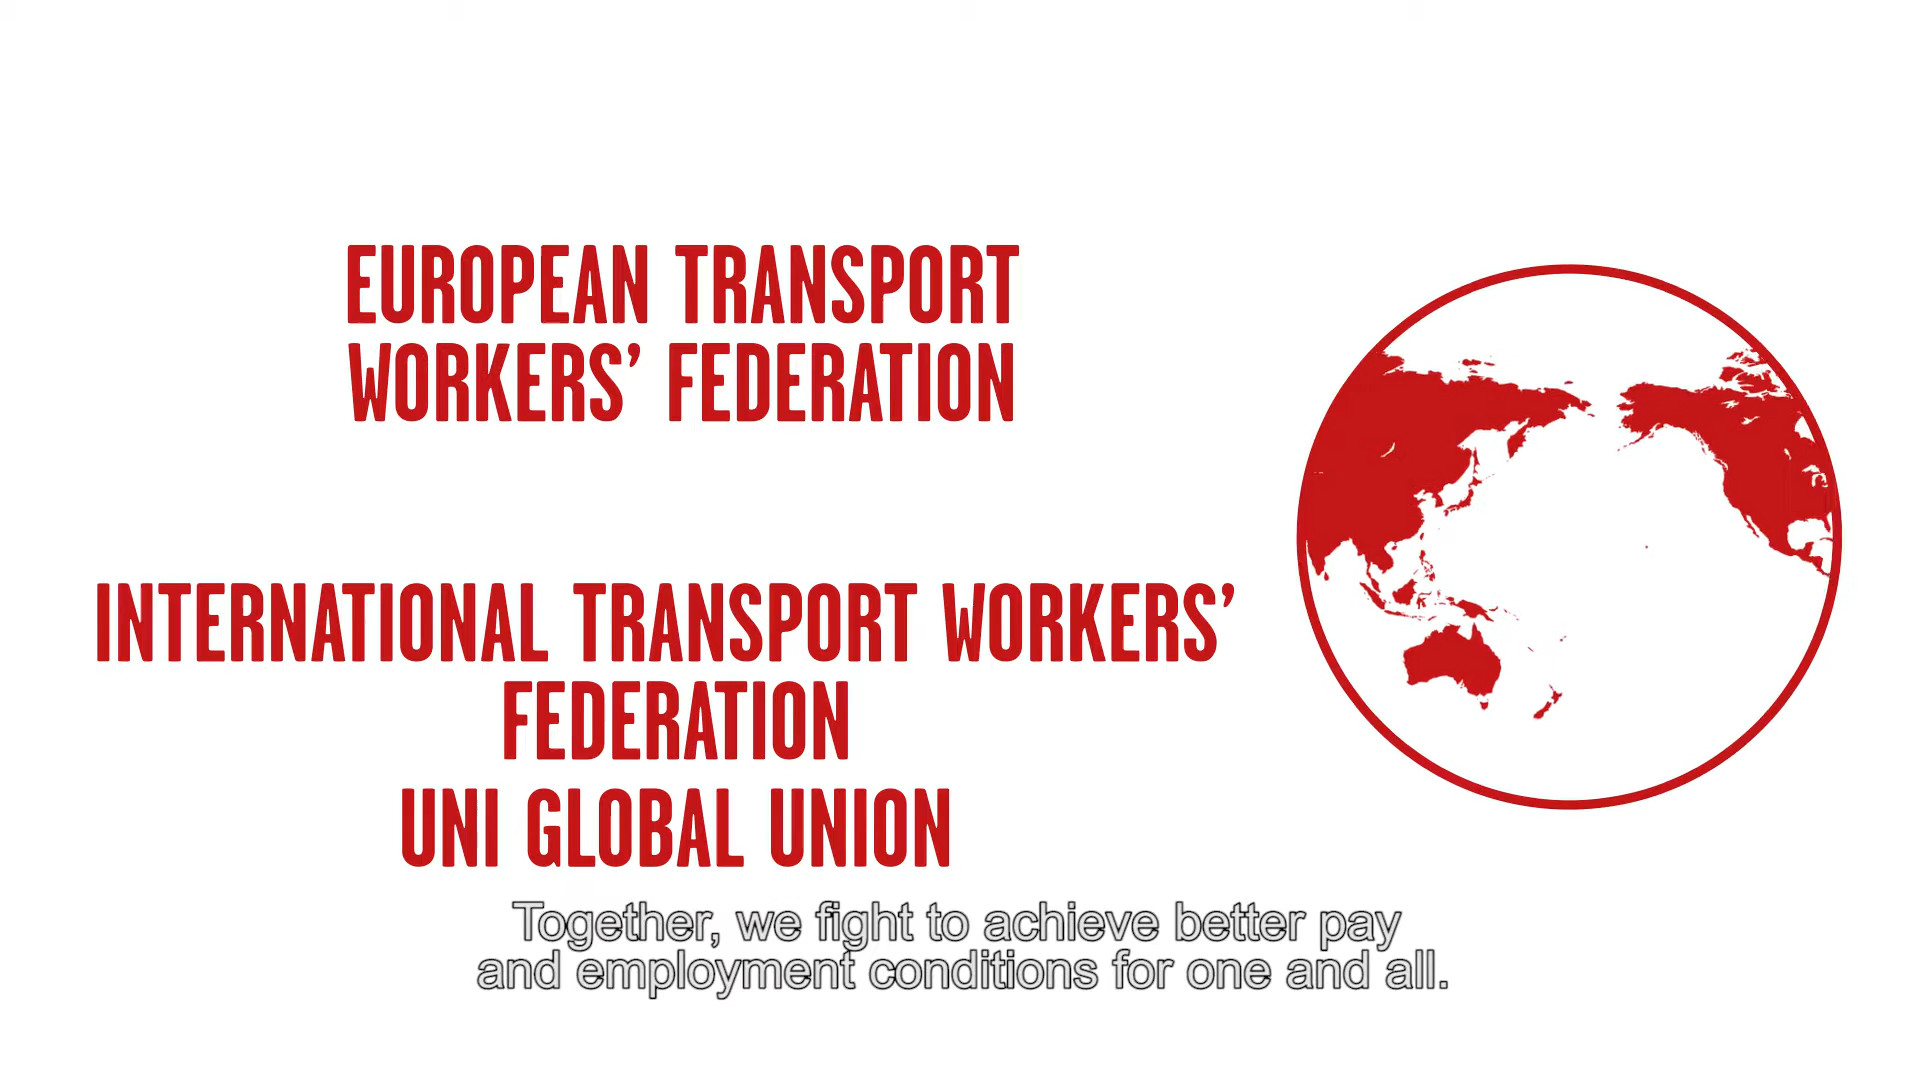 EUROPEAN TRANSPORT
WORKERS’ FEDERATION
INTERNATIONAL TRANSPORT WORKERS’
FEDERATION
UNI GLOBAL UNION
Together, we fight to achieve better pay
and employment conditions for one and all.